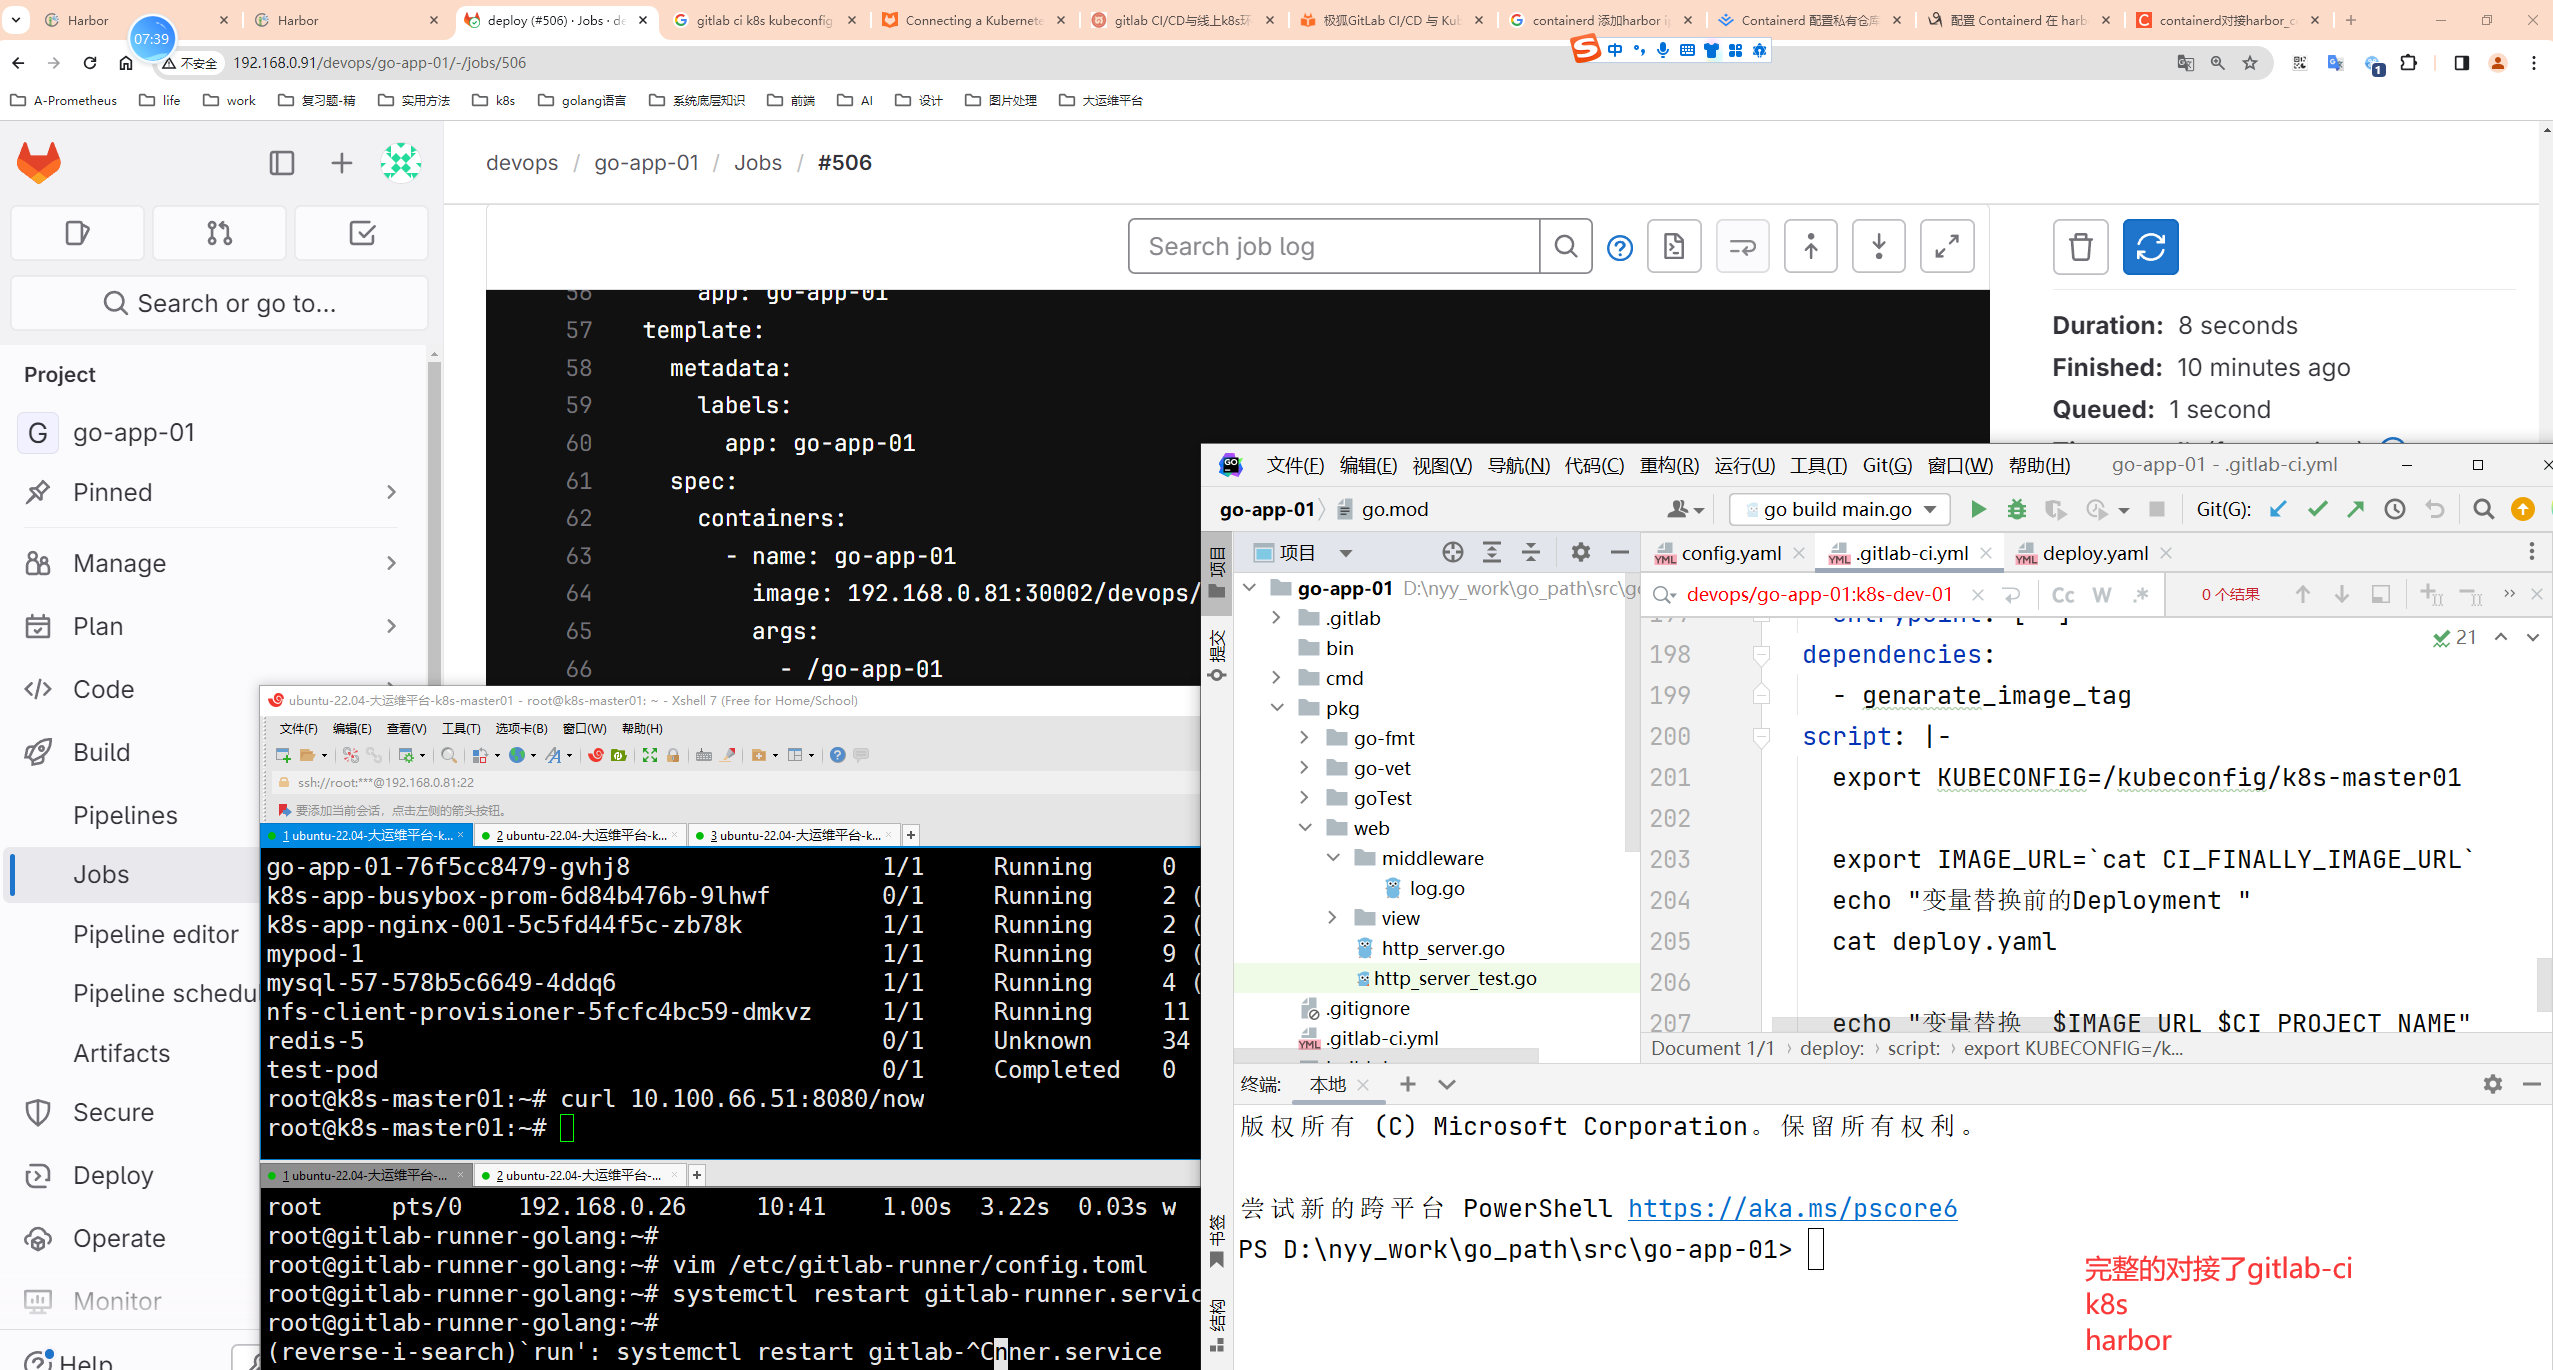 Harbor
Harbor
deploy (#506) · Jobs · de
gitlab ci k8s kubeconfig
Connecting a Kubernete
gitlab CI/CD与线上k8s环
极狐GitLab CI/CD 与 Kub
containerd 添加harbor ip
Containerd 配置私有仓库
配置 Containerd 在 harb
containerd对接harbor_c
07:39
中
不安全
192.168.0.91/devops/go-app-01/-/jobs/506
1
A-Prometheus
life
work
复习题-精
实用方法
k8s
golang语言
系统底层知识
前端
AI
设计
图片处理
大运维平台
devops / go-app-01 / Jobs / #506
Search or go to...
Project
G go-app-01
Pinned
Manage
Plan
Code
Build
Pipelines
Jobs
Pipeline editor
Pipeline schedu
Artifacts
Secure
Deploy
Operate
Monitor
Help
Search job log
56 app: go-app-01
57 template:
58 metadata:
59 labels:
60 app: go-app-01
61 spec:
62 containers:
63 - name: go-app-01
64 image: 192.168.0.81:30002/devops/
65 args:
66 - /go-app-01
Duration: 8 seconds
Finished: 10 minutes ago
Queued: 1 second
ubuntu-22.04-大运维平台-k8s-master01 - root@k8s-master01: ~ - Xshell 7 (Free for Home/School)
文件(F) 编辑(E) 查看(V) 工具(T) 选项卡(B) 窗口(W) 帮助(H)
ssh://root:***@192.168.0.81:22
要添加当前会话，点击左侧的箭头按钮。
1 ubuntu-22.04-大运维平台-k...
2 ubuntu-22.04-大运维平台-k...
3 ubuntu-22.04-大运维平台-k...
go-app-01-76f5cc8479-gvhj8 1/1 Running 0
k8s-app-busybox-prom-6d84b476b-9lhwf 0/1 Running 2 (
k8s-app-nginx-001-5c5fd44f5c-zb78k 1/1 Running 2 (
mypod-1 1/1 Running 9 (
mysql-57-578b5c6649-4ddq6 1/1 Running 4 (
nfs-client-provisioner-5fcfc4bc59-dmkvz 1/1 Running 11
redis-5 0/1 Unknown 34
test-pod 0/1 Completed 0
root@k8s-master01:~# curl 10.100.66.51:8080/now
root@k8s-master01:~#
1 ubuntu-22.04-大运维平台-...
2 ubuntu-22.04-大运维平台-...
root pts/0 192.168.0.26 10:41 1.00s 3.22s 0.03s w
root@gitlab-runner-golang:~#
root@gitlab-runner-golang:~# vim /etc/gitlab-runner/config.toml
root@gitlab-runner-golang:~# systemctl restart gitlab-runner.servic
root@gitlab-runner-golang:~#
(reverse-i-search)`run': systemctl restart gitlab-^Cnner.service
GO 文件(F) 编辑(E) 视图(V) 导航(N) 代码(C) 重构(R) 运行(U) 工具(T) Git(G) 窗口(W) 帮助(H) go-app-01 - .gitlab-ci.yml
go-app-01 go.mod
go build main.go
Git(G):
项目
提交
书签
结构
项目
go-app-01 D:\nyy_work\go_path\src\go
.gitlab
bin
cmd
pkg
go-fmt
go-vet
goTest
web
middleware
log.go
view
http_server.go
http_server_test.go
.gitignore
.gitlab-ci.yml
config.yaml
.gitlab-ci.yml
deploy.yaml
devops/go-app-01:k8s-dev-01
Cc W .*
0 个结果
21
198 dependencies:
199 - genarate_image_tag
200 script: |-
201 export KUBECONFIG=/kubeconfig/k8s-master01
202
203 export IMAGE_URL=`cat CI_FINALLY_IMAGE_URL`
204 echo "变量替换前的Deployment "
205 cat deploy.yaml
206
207 echo "变量替换 $IMAGE_URL $CI_PROJECT_NAME"
Document 1/1 › deploy: › script: › export KUBECONFIG=/k...
终端: 本地
版权所有 (C) Microsoft Corporation。保留所有权利。
尝试新的跨平台 PowerShell https://aka.ms/pscore6
PS D:\nyy_work\go_path\src\go-app-01>
完整的对接了gitlab-ci
k8s
harbor